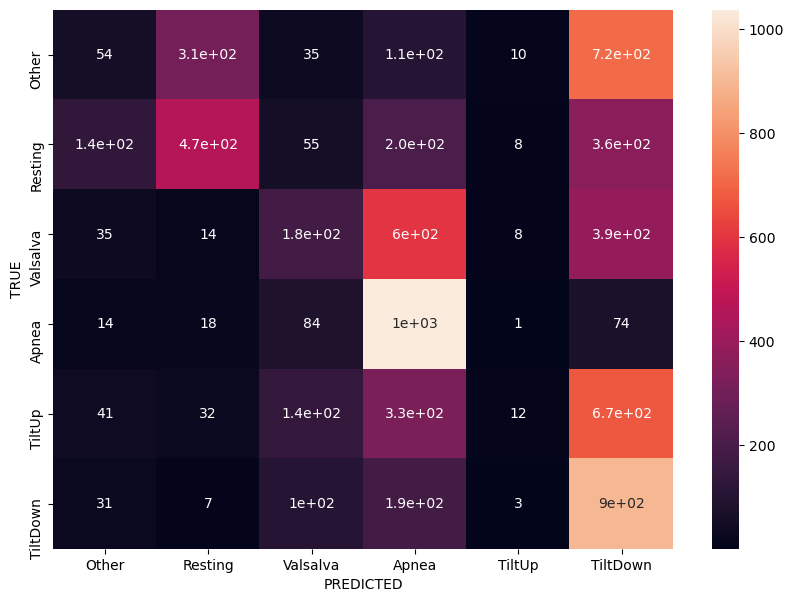 Other 54 3.1e+02 35 1.1e+02 10 7.2e+02
Resting 1.4e+02 4.7e+02 55 2.0e+02 8 3.6e+02
Valsalva 35 14 1.8e+02 6e+02 8 3.9e+02
Apnea 14 18 84 1e+03 1 74
TiltUp 41 32 1.4e+02 3.3e+02 12 6.7e+02
TiltDown 31 7 1e+02 1.9e+02 3 9e+02
TRUE
Other Resting Valsalva Apnea TiltUp TiltDown
PREDICTED
1000
800
600
400
200